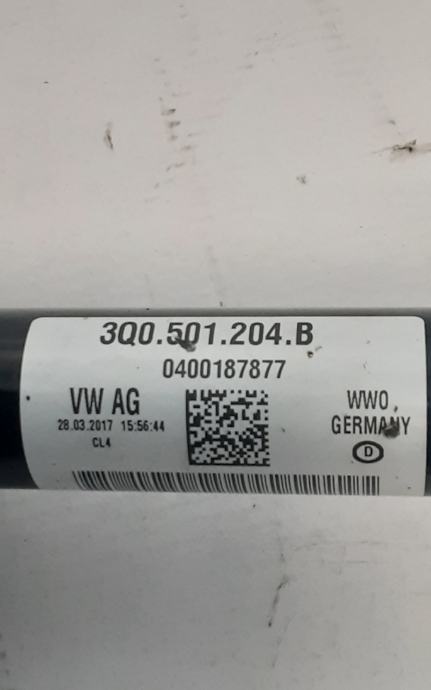 3Q0.501.204.B
0400187877
VW AG
28.03.2017 15:56:44
CL4
WWO,
GERMANY
D